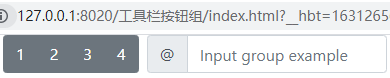 127.0.0.1:8020/工具栏按钮组/index.html?__hbt=1631265
1 2 3 4 @ Input group example